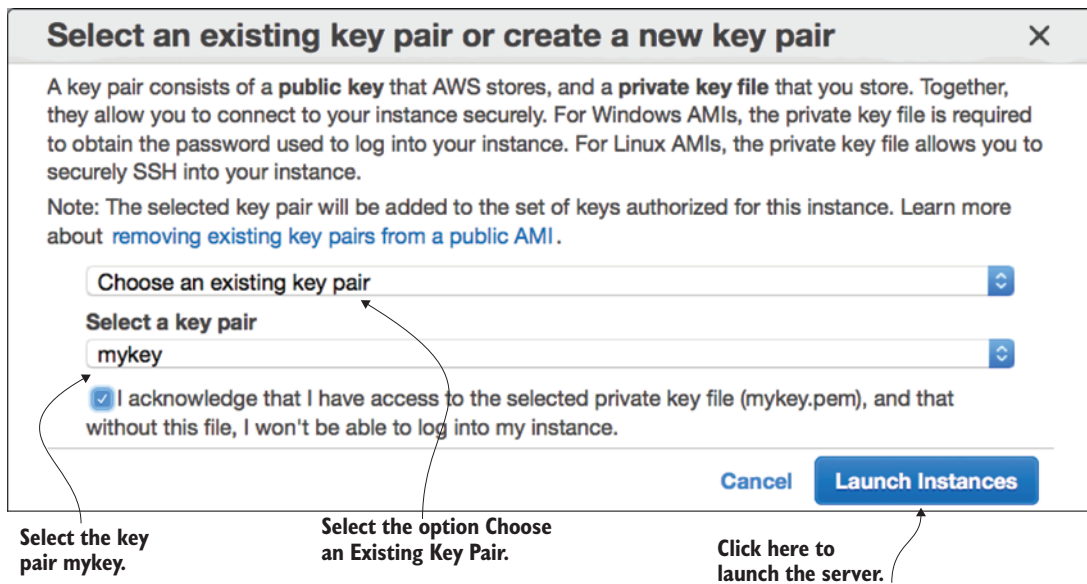 Select an existing key pair or create a new key pair
A key pair consists of a public key that AWS stores, and a private key file that you store. Together,
they allow you to connect to your instance securely. For Windows AMIs, the private key file is required
to obtain the password used to log into your instance. For Linux AMIs, the private key file allows you to
securely SSH into your instance.
Note: The selected key pair will be added to the set of keys authorized for this instance. Learn more
about removing existing key pairs from a public AMI.
Choose an existing key pair
Select a key pair
mykey
I acknowledge that I have access to the selected private key file (mykey.pem), and that
without this file, I won't be able to log into my instance.
Cancel Launch Instances
Select the key
pair mykey.
Select the option Choose
an Existing Key Pair.
Click here to
launch the server.